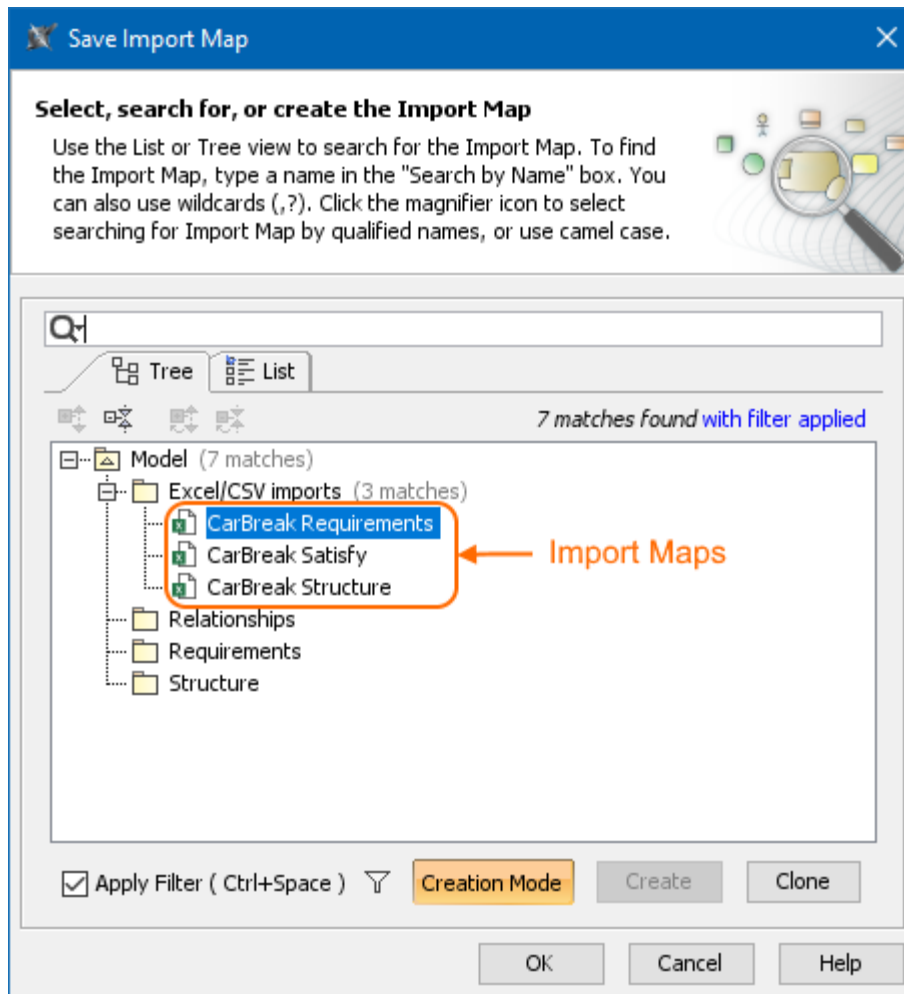 Save Import Map
Select, search for, or create the Import Map
Use the List or Tree view to search for the Import Map. To find
the Import Map, type a name in the "Search by Name" box. You
can also use wildcards (,?). Click the magnifier icon to select
searching for Import Map by qualified names, or use camel case.
Tree List
7 matches found with filter applied
Model (7 matches)
Excel/CSV imports (3 matches)
CarBreak Requirements
CarBreak Satisfy
Import Maps
CarBreak Structure
Relationships
Requirements
Structure
Apply Filter ( Ctrl+Space ) Creation Mode Create Clone
OK Cancel Help